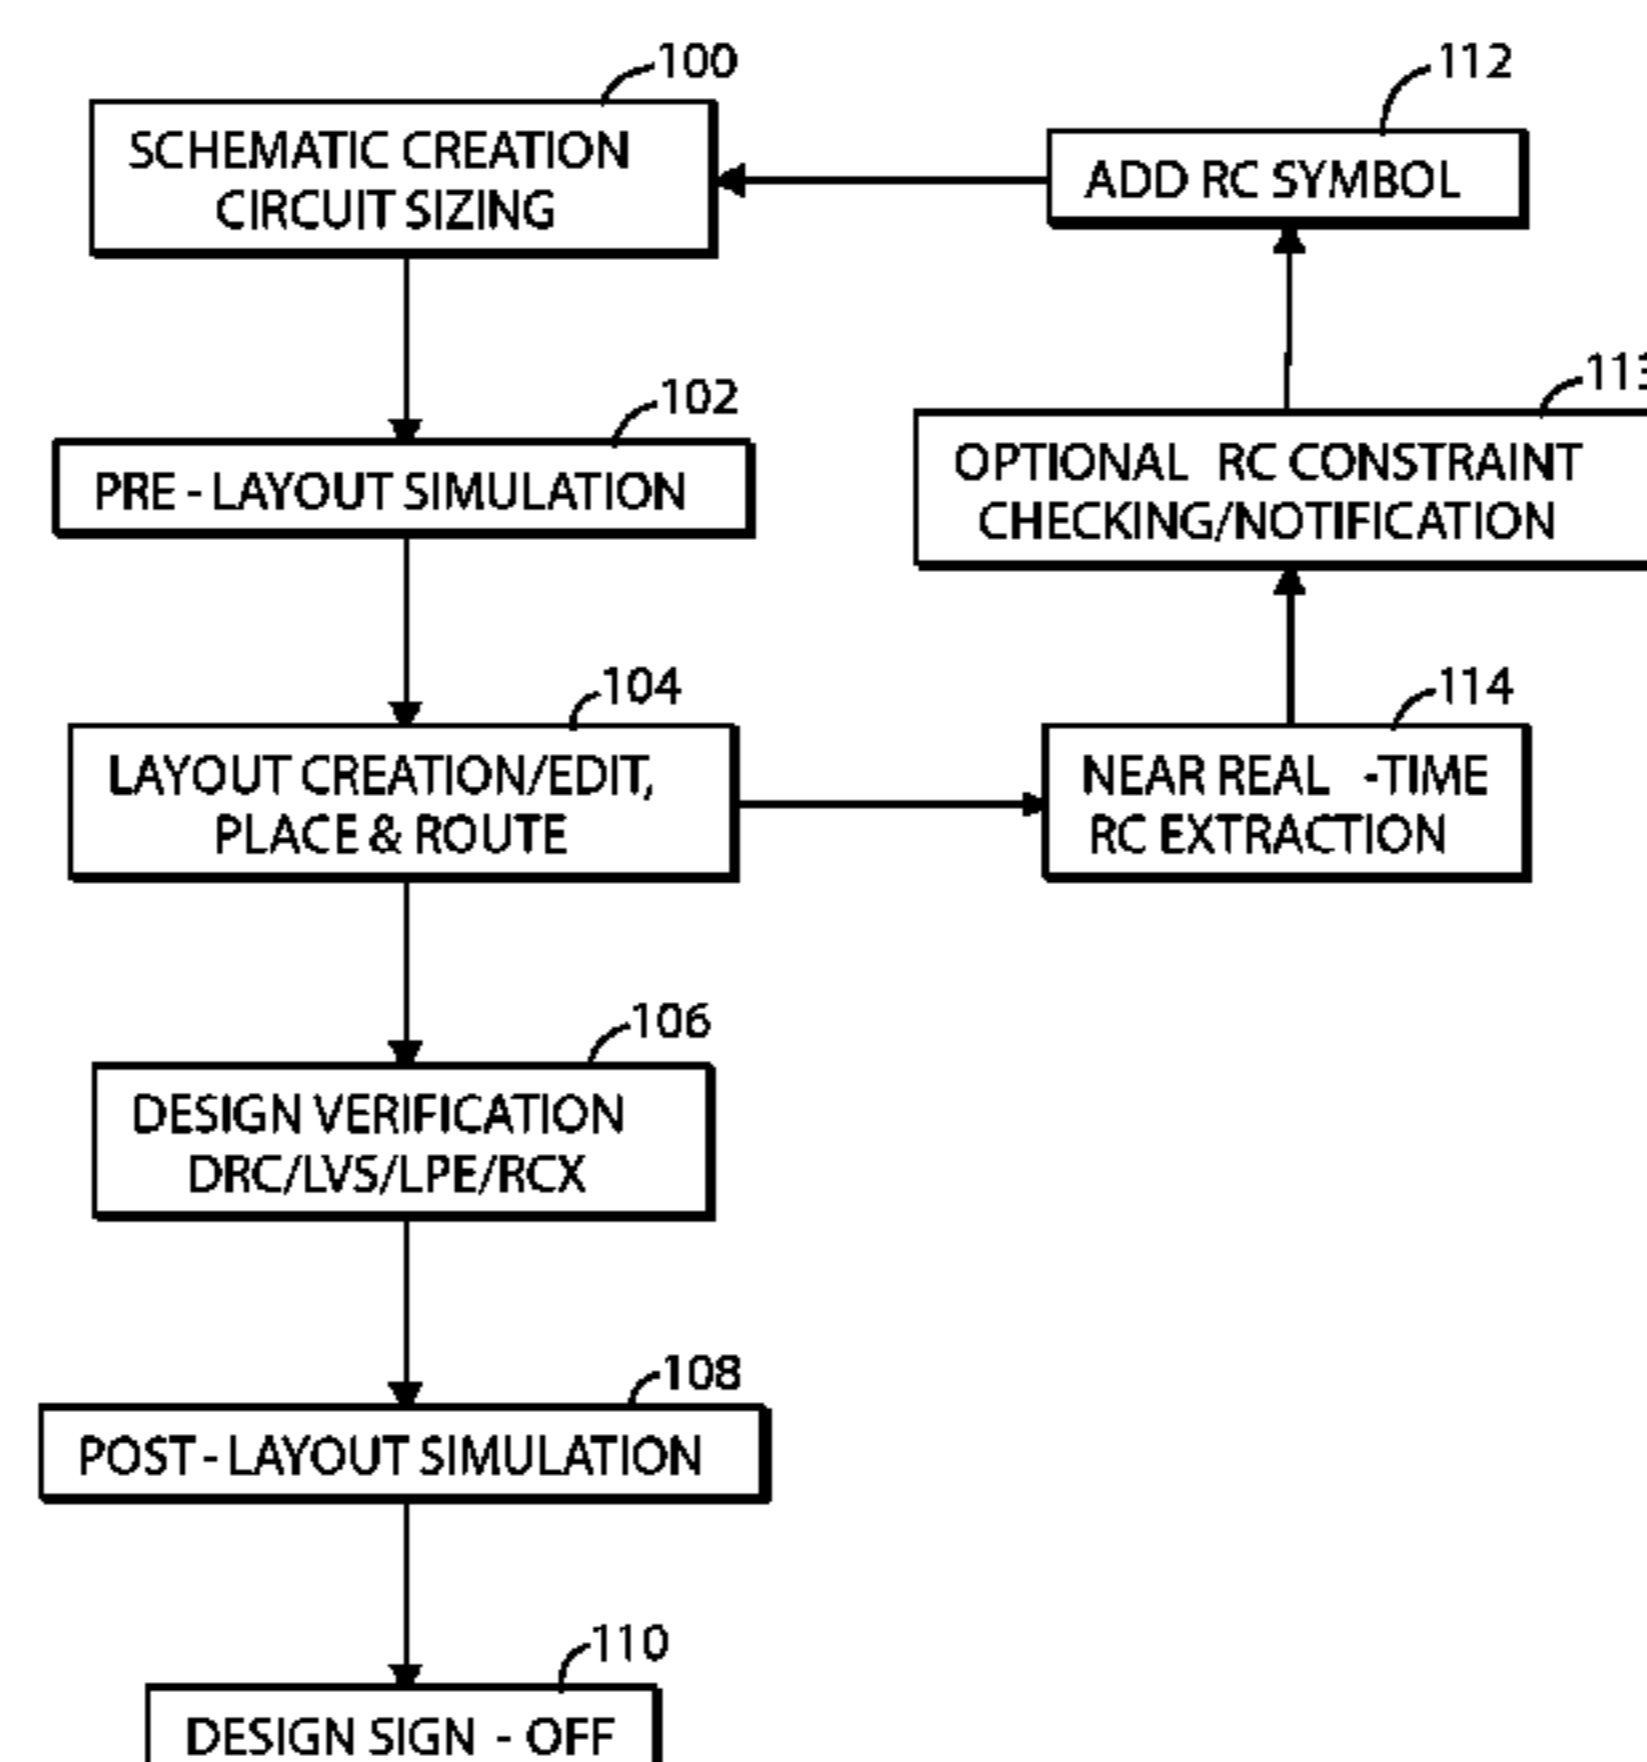 100
SCHEMATIC CREATION
CIRCUIT SIZING
112
ADD RC SYMBOL
102
PRE - LAYOUT SIMULATION
113
OPTIONAL RC CONSTRAINT
CHECKING/NOTIFICATION
104
LAYOUT CREATION/EDIT,
PLACE & ROUTE
114
NEAR REAL -TIME
RC EXTRACTION
106
DESIGN VERIFICATION
DRC/LVS/LPE/RCX
108
POST - LAYOUT SIMULATION
110
DESIGN SIGN - OFF